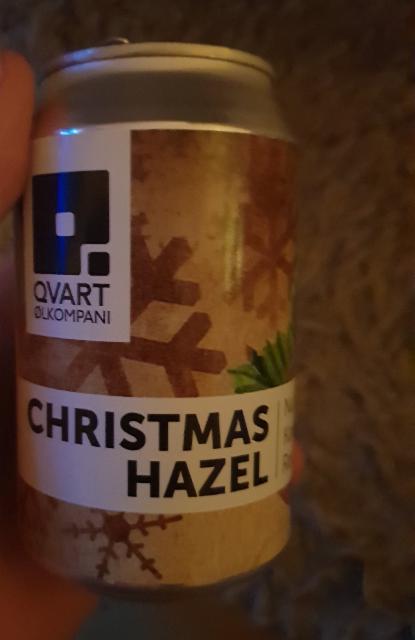 QVART
ØLKOMPANI
CHRISTMAS
HAZEL